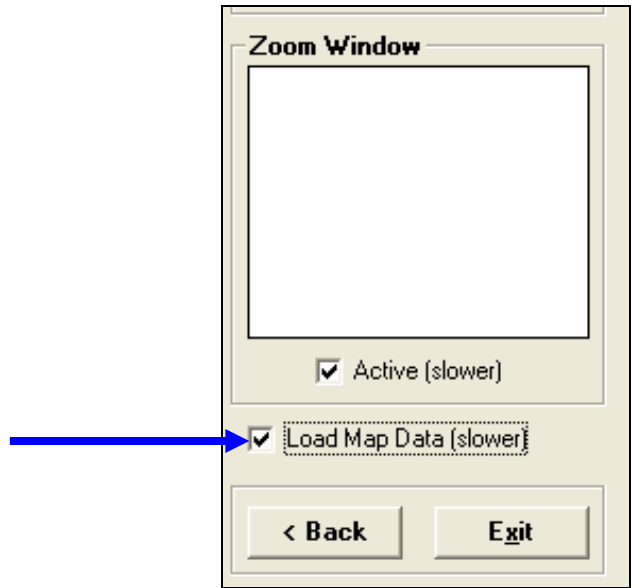 Zoom Window
Active (slower)
Load Map Data (slower)
< Back Exit